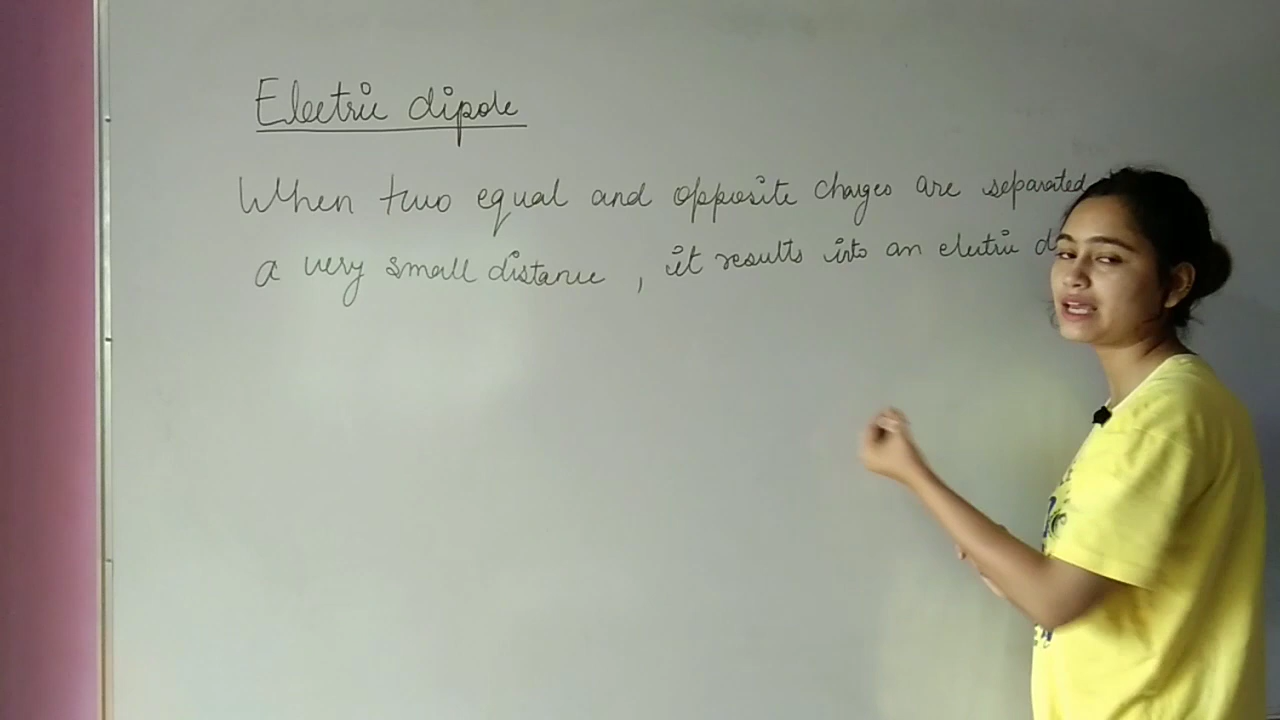 Electric dipole
When two equal and opposite charges are separated
a very small distance , it results into an electric d